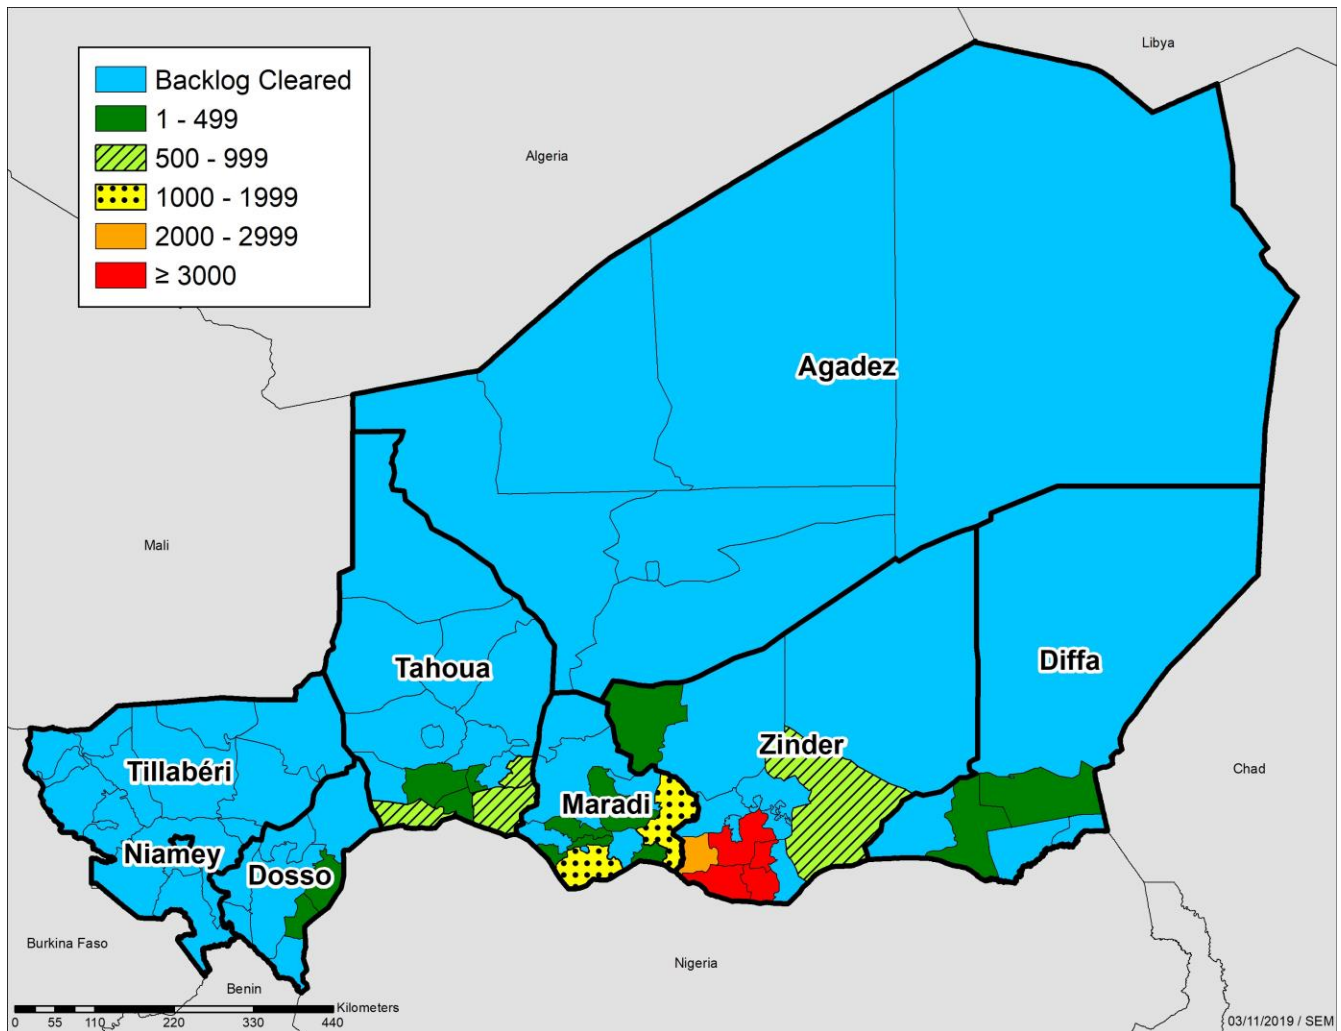 Libya
Backlog Cleared
1 - 499
500 - 999
1000 - 1999
2000 - 2999
≥ 3000
Algeria
Agadez
Mali
Tahoua
Diffa
Zinder
Tillabéri
Chad
Maradi
Niamey
Dosso
Burkina Faso
Nigeria
Benin
Kilometers
0 55 110 220 330 440
03/11/2019 / SEM